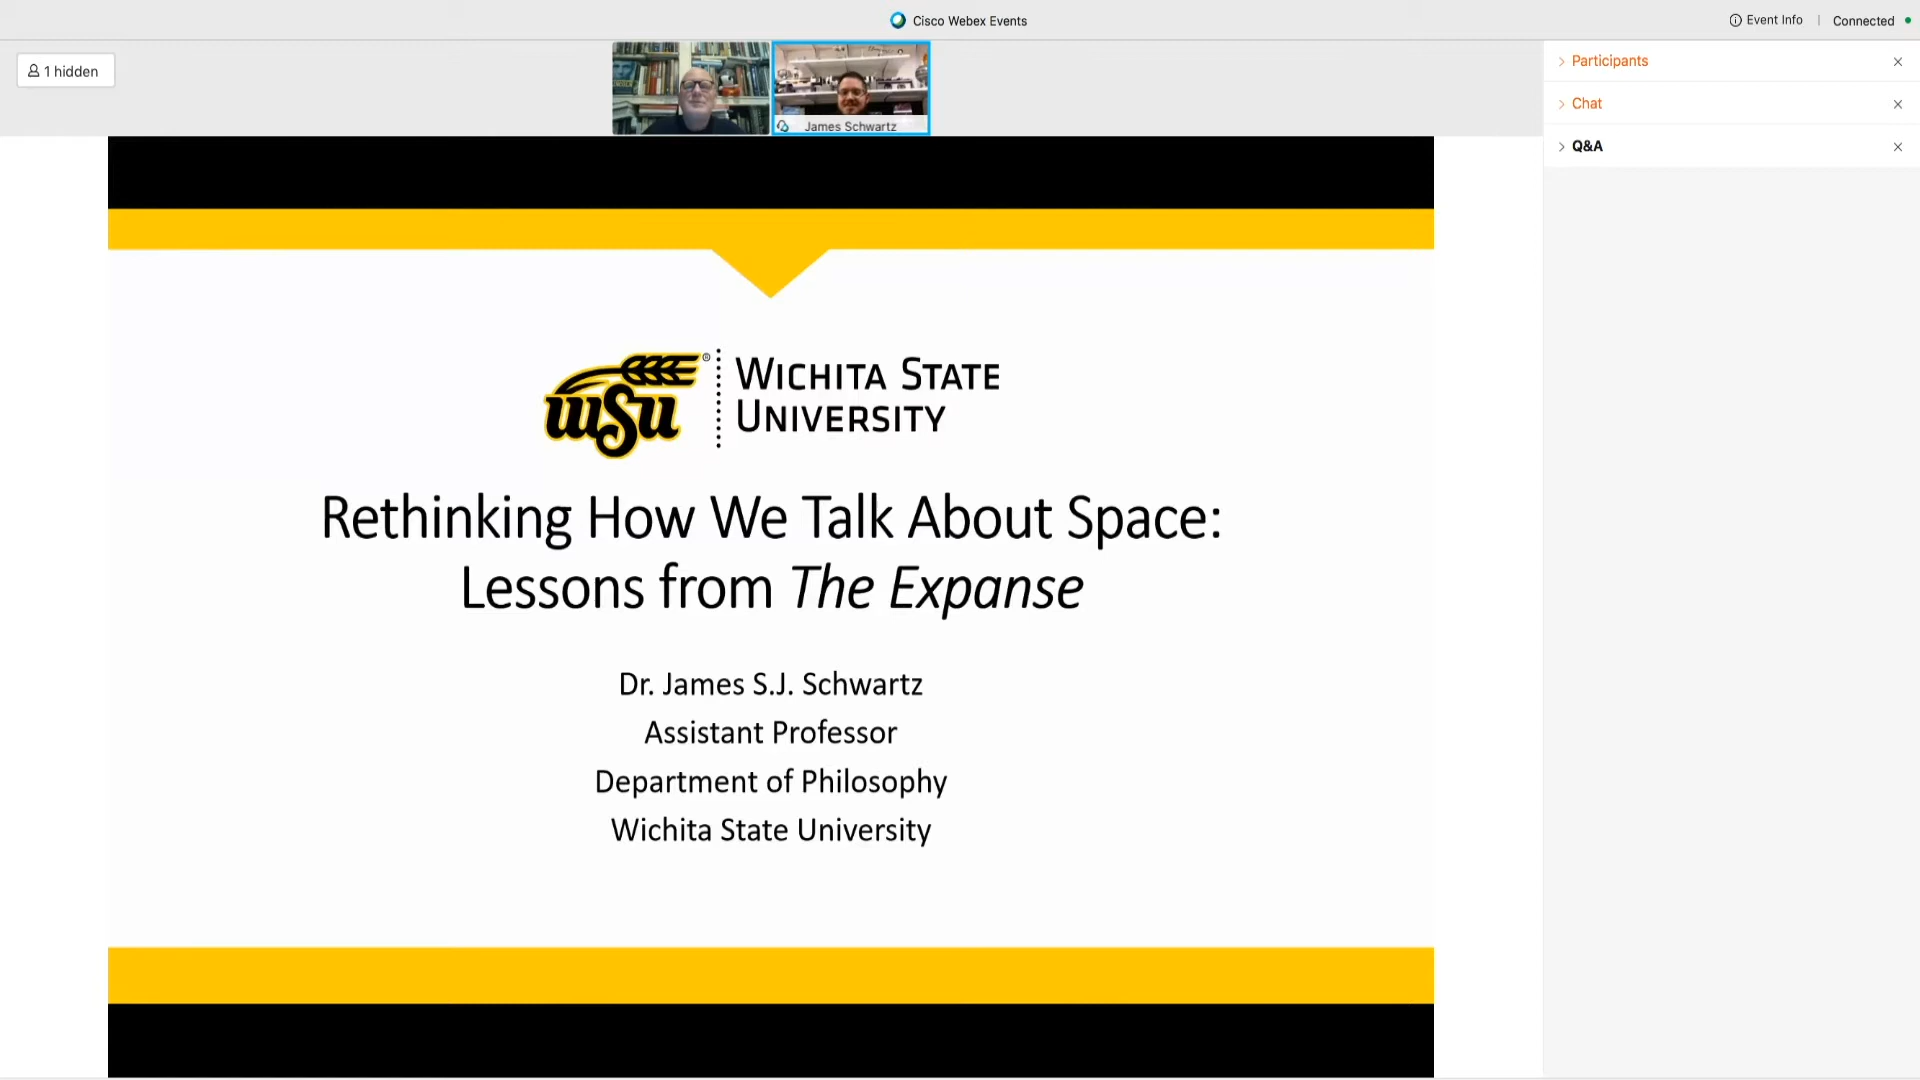 Cisco Webex Events
Event Info
Connected
1 hidden
James Schwartz
Participants
Chat
Q&A
WSU
®
WICHITA STATE
UNIVERSITY
Rethinking How We Talk About Space:
Lessons from The Expanse
Dr. James S.J. Schwartz
Assistant Professor
Department of Philosophy
Wichita State University